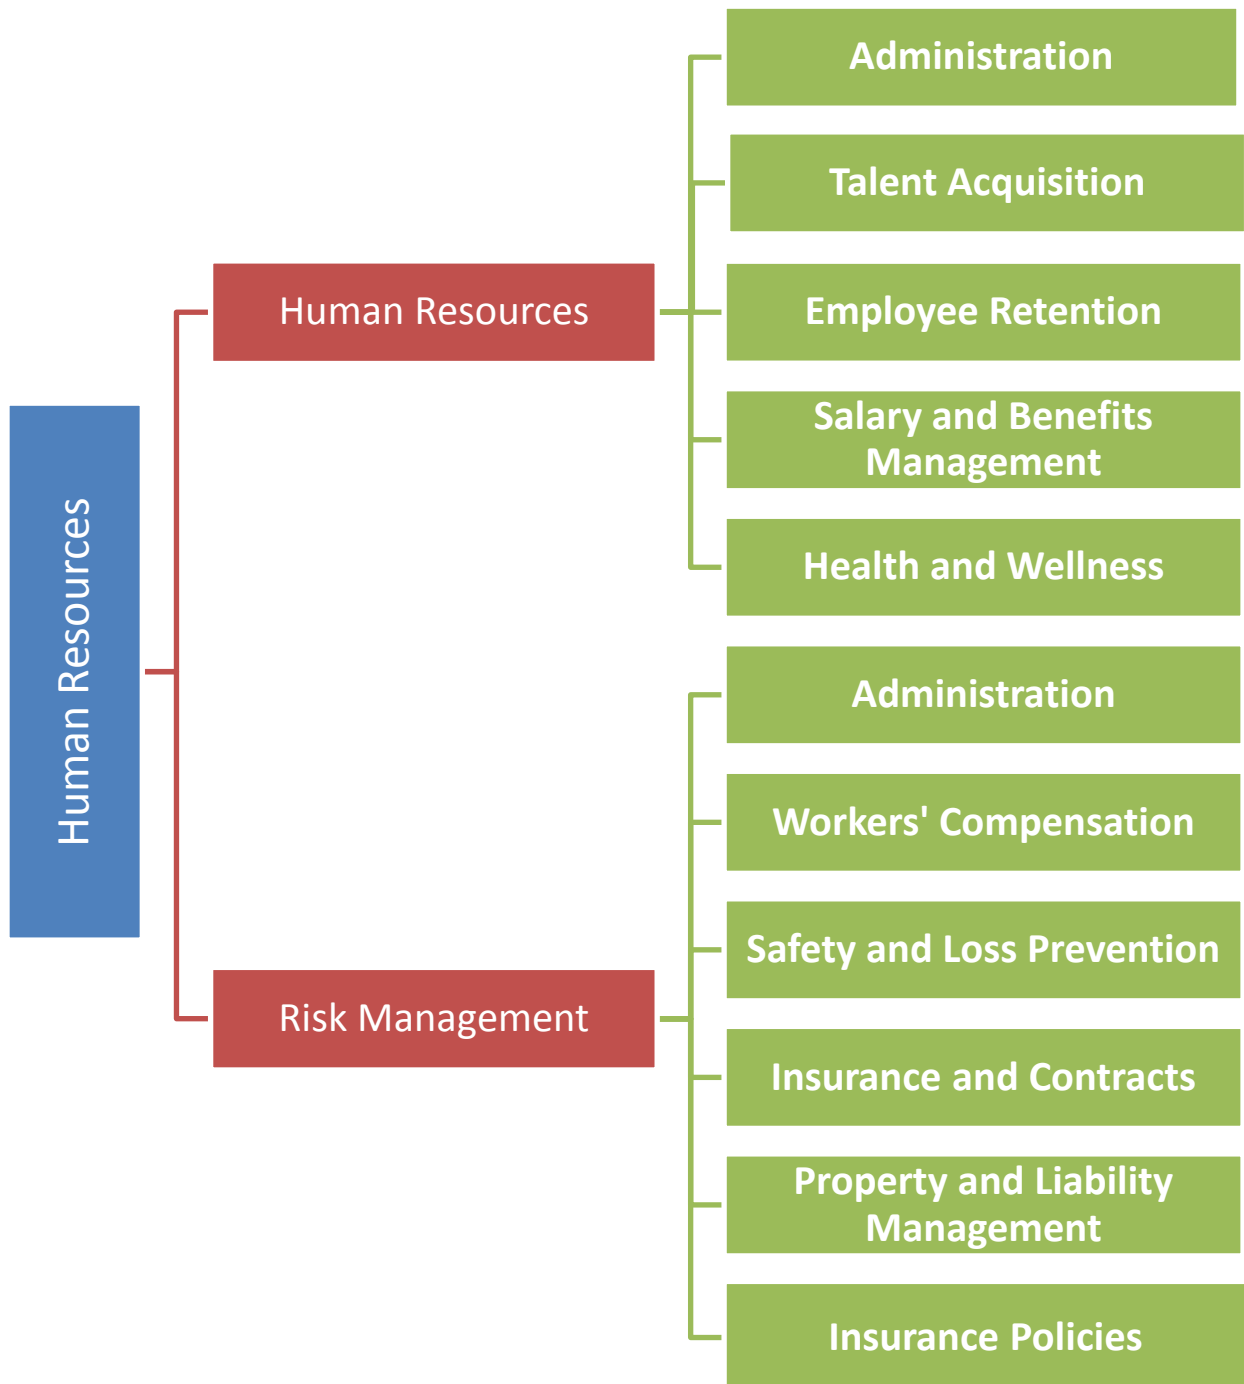 Human Resources
Human Resources
Administration
Talent Acquisition
Employee Retention
Salary and Benefits
Management
Health and Wellness
Risk Management
Administration
Workers' Compensation
Safety and Loss Prevention
Insurance and Contracts
Property and Liability
Management
Insurance Policies